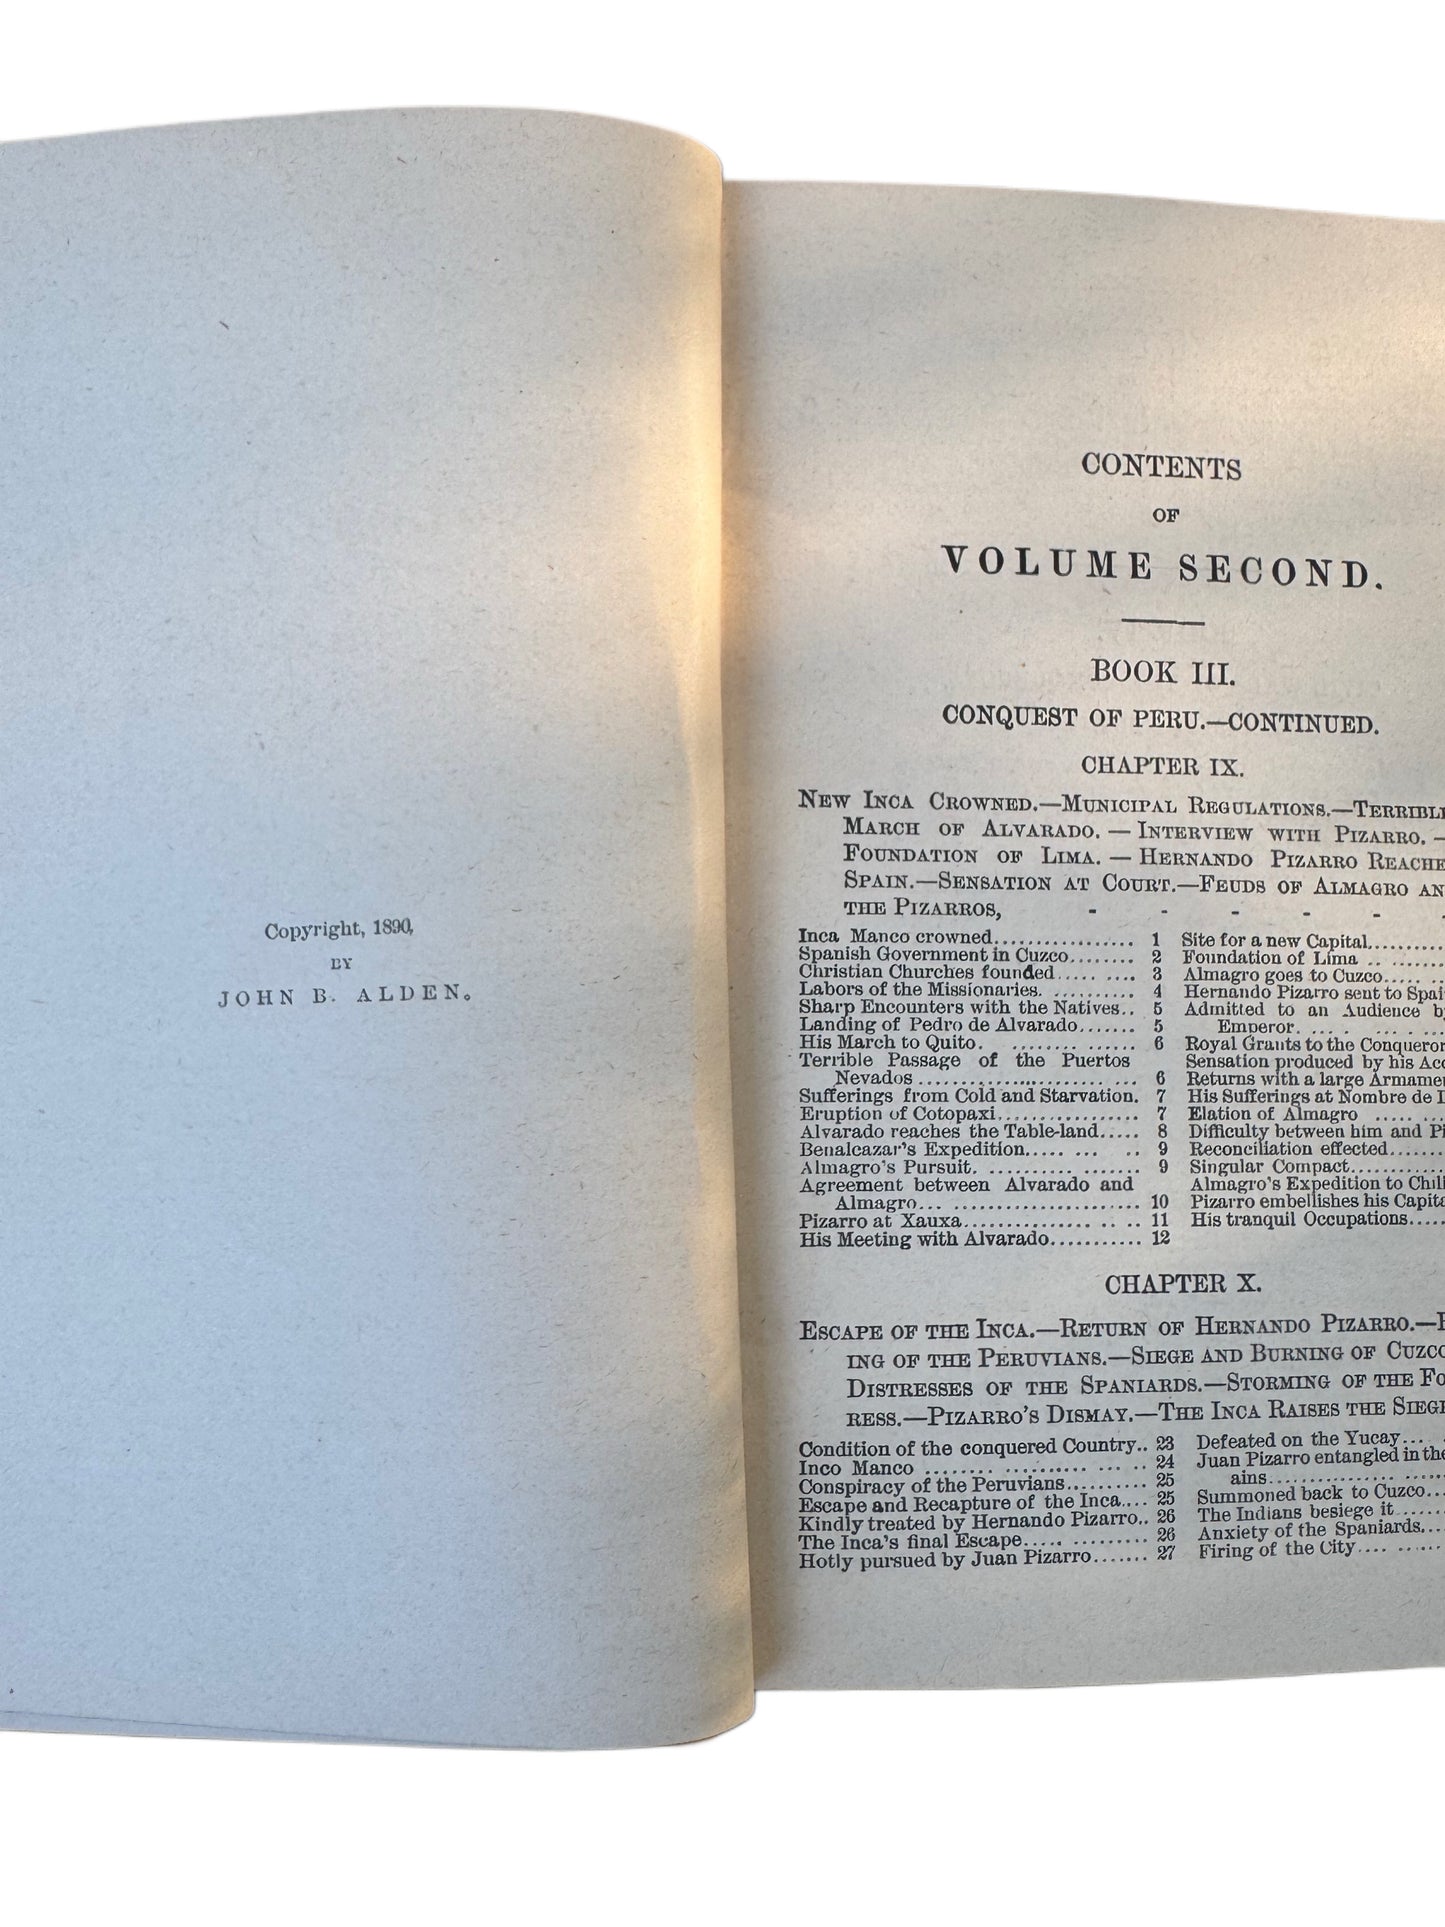 Copyright, 1890,
BY
JOHN B. ALDEN.
CONTENTS
OF
VOLUME SECOND.
BOOK III.
CONQUEST OF PERU.—CONTINUED.
CHAPTER IX.
NEW INCA CROWNED.—MUNICIPAL REGULATIONS.—TERRIBLE
MARCH OF ALVARADO. — INTERVIEW WITH PIZARRO. —
FOUNDATION OF LIMA. — HERNANDO PIZARRO REACHE
SPAIN.—SENSATION AT COURT.—FEUDS OF ALMAGRO AN
THE PIZARROS, - - - - - -
Inca Manco crowned................. 1
Spanish Government in Cuzco........ 2
Christian Churches founded..... .... 3
Labors of the Missionaries. .......... 4
Sharp Encounters with the Natives.. 5
Landing of Pedro de Alvarado....... 5
His March to Quito. ........ ...... 6
Terrible Passage of the Puertos
Nevados ............................ ... 6
Sufferings from Cold and Starvation. 7
Eruption of Cotopaxi................. 7
Alvarado reaches the Table-land..... 8
Benalcazar's Expedition..... ... .. 9
Almagro's Pursuit. .......... ....... 9
Agreement between Alvarado and
Almagro... ....................... 10
Pizarro at Xauxa............... .. .. 11
His Meeting with Alvarado........... 12
Site for a new Capital..........
Foundation of Lima .. .......
Almagro goes to Cuzco..... ..
Hernando Pizarro sent to Spai
Admitted to an Audience b
Emperor. ... . ... . ...
Royal Grants to the Conqueror
Sensation produced by his Acc
Returns with a large Armamen
His Sufferings at Nombre de
Elation of Almagro ..... ...
Difficulty between him and Pi
Reconciliation effected.......
Singular Compact............
Almagro's Expedition to Chili
Pizarro embellishes his Capita
His tranquil Occupations.....
CHAPTER X.
ESCAPE OF THE INCA.—RETURN OF HERNANDO PIZARRO.—
ING OF THE PERUVIANS.—SIEGE AND BURNING OF CUZCO
DISTRESSES OF THE SPANIARDS.—STORMING OF THE FO
RESS.—PIZARRO'S DISMAY.—THE INCA RAISES THE SIEGE
Condition of the conquered Country.. 23
Inco Manco ........ .......... ... .. 24
Conspiracy of the Peruvians.......... 25
Escape and Recapture of the Inca.... 25
Kindly treated by Hernando Pizarro.. 26
The Inca's final Escape..... ......... 26
Hotly pursued by Juan Pizarro....... 27
Defeated on the Yucay... .
Juan Pizarro entangled in the
ains................ ......
Summoned back to Cuzco...
The Indians besiege it ......
Anxiety of the Spaniards...
Firing of the City.... ......